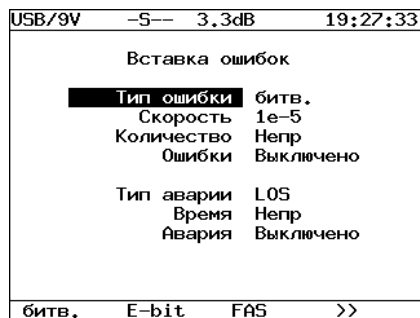 USB/9V -S-- 3.3dB 19:27:33
Вставка ошибок
Тип ошибки битв.
Скорость 1e-5
Количество Непр
Ошибки Выключено
Тип аварии LOS
Время Непр
Авария Выключено
битв. E-bit FAS >>